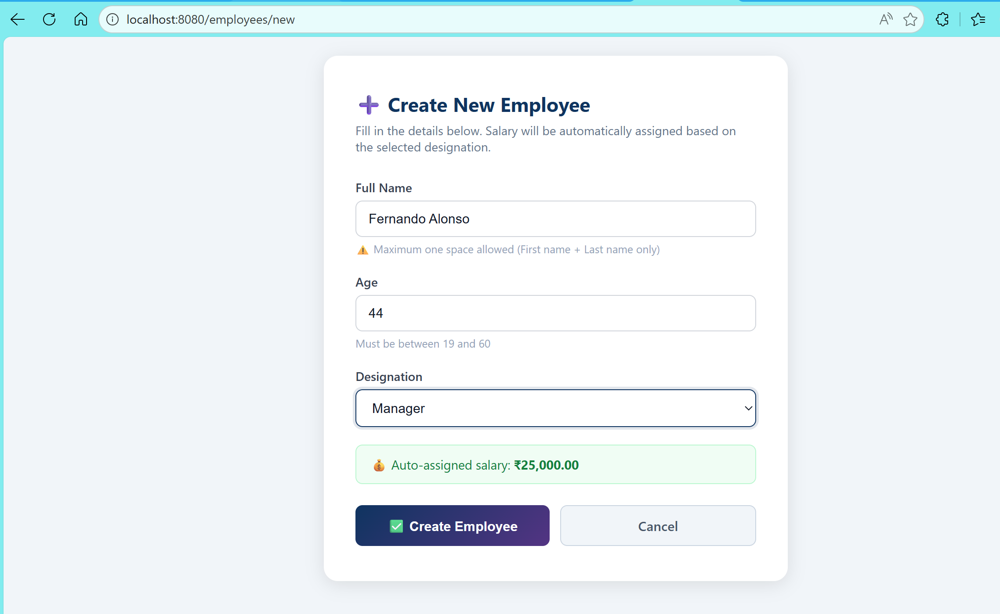 localhost:8080/employees/new
➕ Create New Employee
Fill in the details below. Salary will be automatically assigned based on
the selected designation.
Full Name
Fernando Alonso
⚠️ Maximum one space allowed (First name + Last name only)
Age
44
Must be between 19 and 60
Designation
Manager
💰 Auto-assigned salary: ₹25,000.00
✅ Create Employee
Cancel